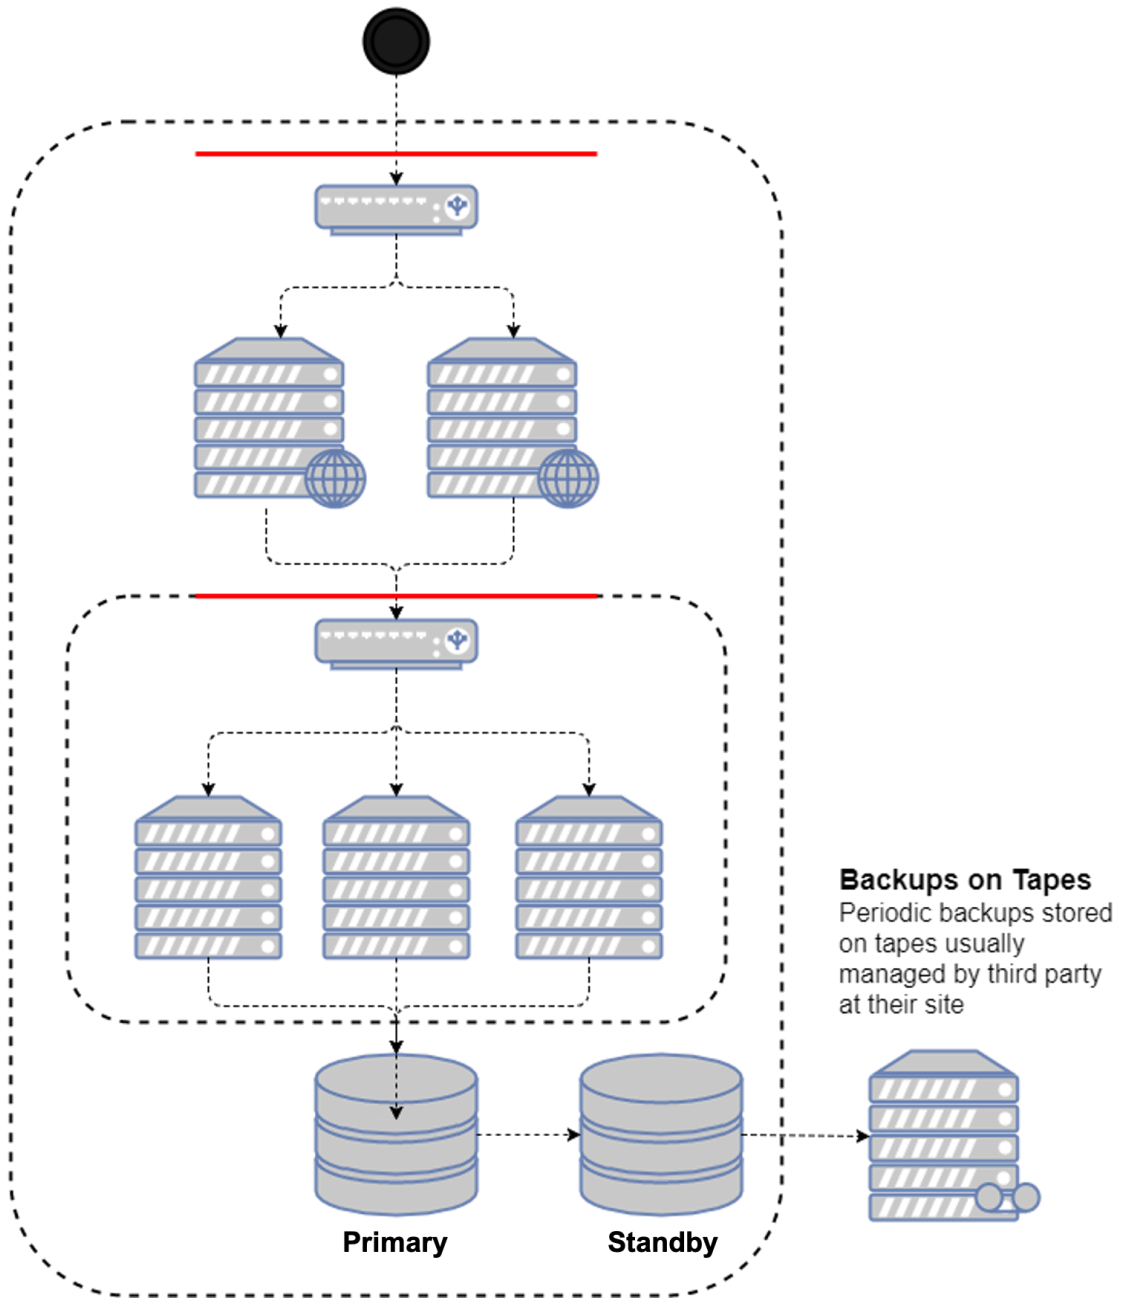 Backups on Tapes
Periodic backups stored
on tapes usually
managed by third party
at their site
Primary
Standby